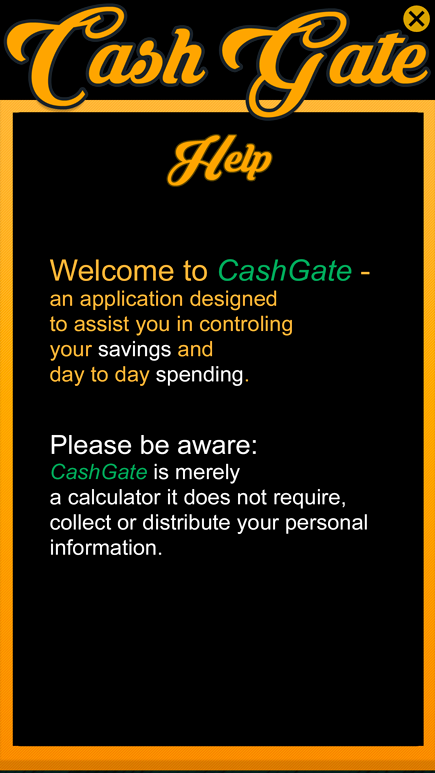 Cash Gate
Help
Welcome to CashGate -
an application designed
to assist you in controling
your savings and
day to day spending.
Please be aware:
CashGate is merely
a calculator it does not require,
collect or distribute your personal
information.